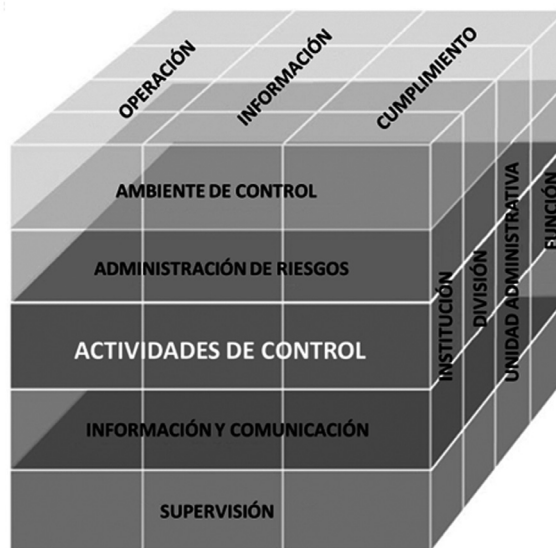 OPERACIÓN
INFORMACIÓN
CUMPLIMIENTO
AMBIENTE DE CONTROL
ADMINISTRACIÓN DE RIESGOS
ACTIVIDADES DE CONTROL
INFORMACIÓN Y COMUNICACIÓN
SUPERVISIÓN
INSTITUCIÓN
DIVISIÓN
UNIDAD ADMINISTRATIVA
FUNCIÓN